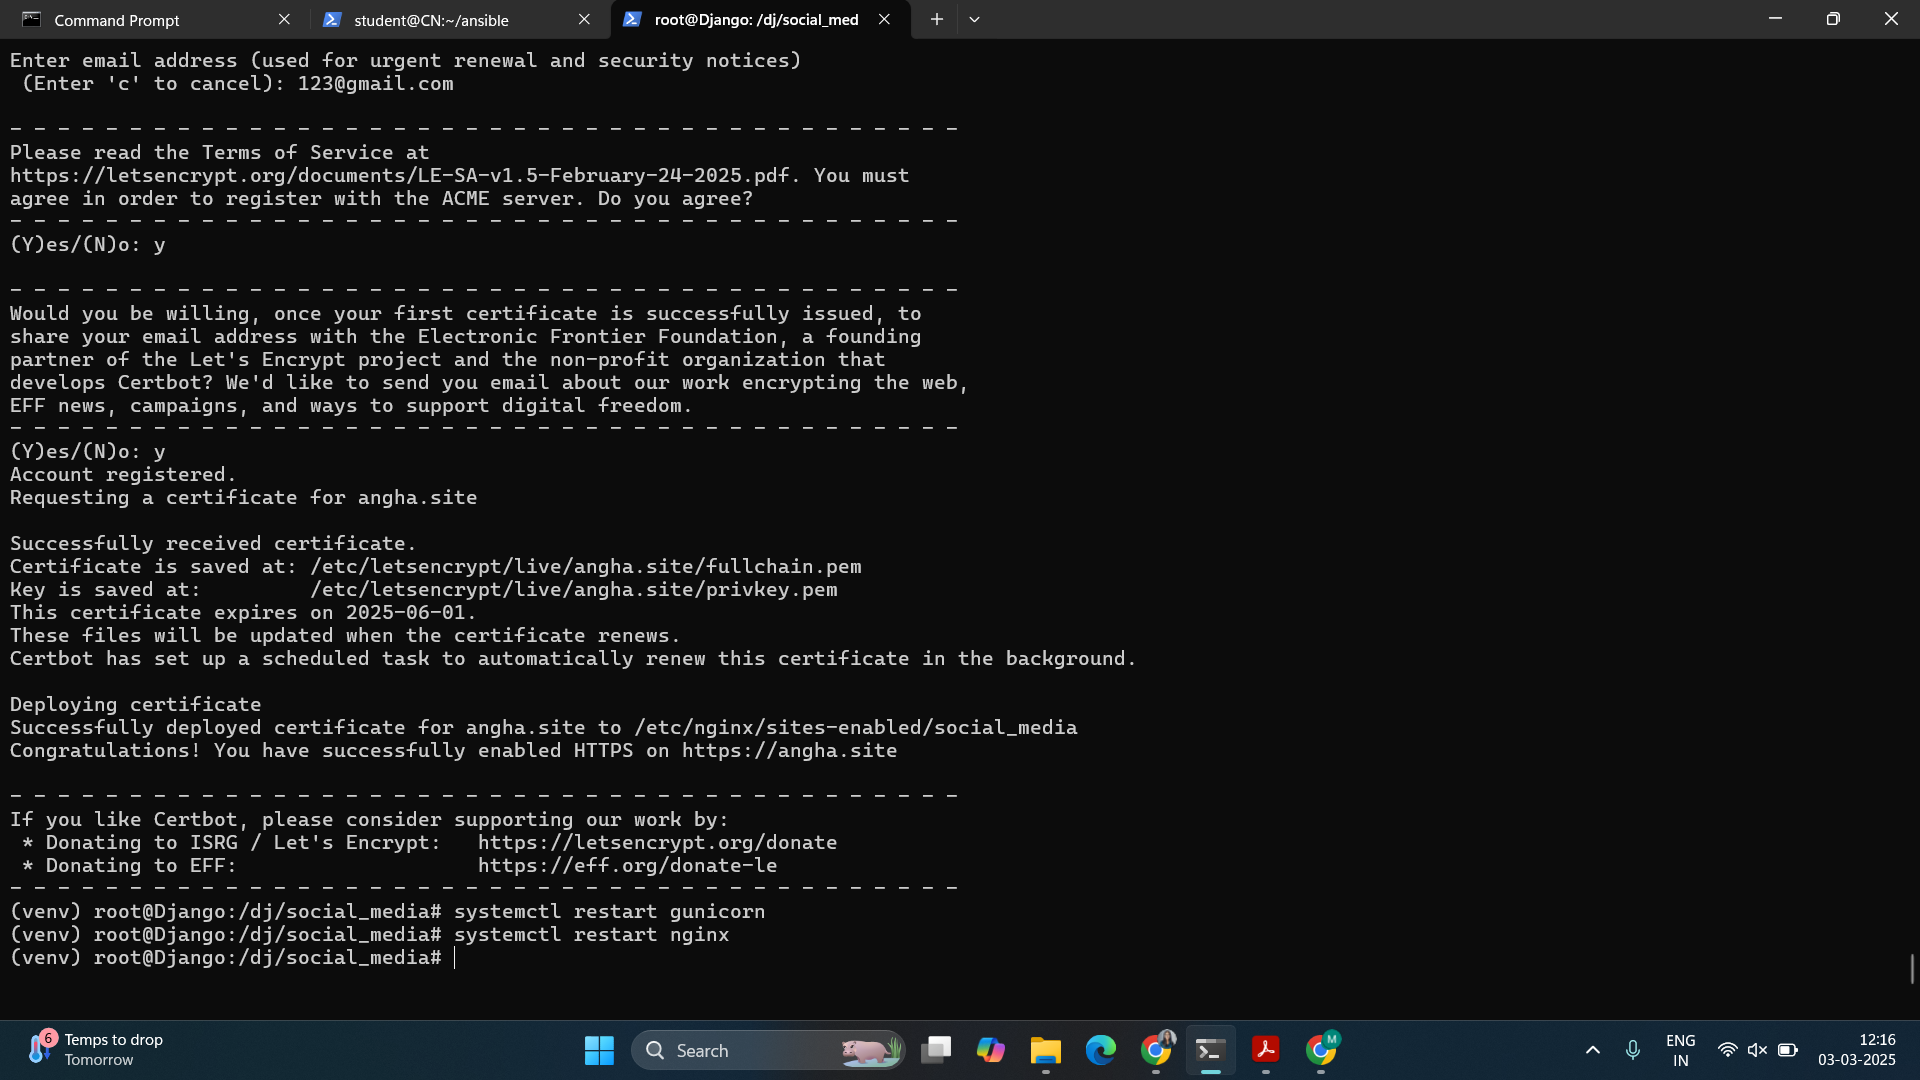 Command Prompt
student@CN:~/ansible
root@Django: /dj/social_med
Enter email address (used for urgent renewal and security notices)
(Enter 'c' to cancel): 123@gmail.com
- - - - - - - - - - - - - - - - - - - - - - - - - - - - - - - - - - - - - - - -
Please read the Terms of Service at
https://letsencrypt.org/documents/LE-SA-v1.5-February-24-2025.pdf. You must
agree in order to register with the ACME server. Do you agree?
- - - - - - - - - - - - - - - - - - - - - - - - - - - - - - - - - - - - - - - -
(Y)es/(N)o: y
- - - - - - - - - - - - - - - - - - - - - - - - - - - - - - - - - - - - - - - -
Would you be willing, once your first certificate is successfully issued, to
share your email address with the Electronic Frontier Foundation, a founding
partner of the Let's Encrypt project and the non-profit organization that
develops Certbot? We'd like to send you email about our work encrypting the web,
EFF news, campaigns, and ways to support digital freedom.
- - - - - - - - - - - - - - - - - - - - - - - - - - - - - - - - - - - - - - - -
(Y)es/(N)o: y
Account registered.
Requesting a certificate for angha.site
Successfully received certificate.
Certificate is saved at: /etc/letsencrypt/live/angha.site/fullchain.pem
Key is saved at:         /etc/letsencrypt/live/angha.site/privkey.pem
This certificate expires on 2025-06-01.
These files will be updated when the certificate renews.
Certbot has set up a scheduled task to automatically renew this certificate in the background.
Deploying certificate
Successfully deployed certificate for angha.site to /etc/nginx/sites-enabled/social_media
Congratulations! You have successfully enabled HTTPS on https://angha.site
- - - - - - - - - - - - - - - - - - - - - - - - - - - - - - - - - - - - - - - -
If you like Certbot, please consider supporting our work by:
* Donating to ISRG / Let's Encrypt:   https://letsencrypt.org/donate
* Donating to EFF:                    https://eff.org/donate-le
- - - - - - - - - - - - - - - - - - - - - - - - - - - - - - - - - - - - - - - -
(venv) root@Django:/dj/social_media# systemctl restart gunicorn
(venv) root@Django:/dj/social_media# systemctl restart nginx
(venv) root@Django:/dj/social_media#
6
Temps to drop
Tomorrow
Search
M
ENG
IN
12:16
03-03-2025